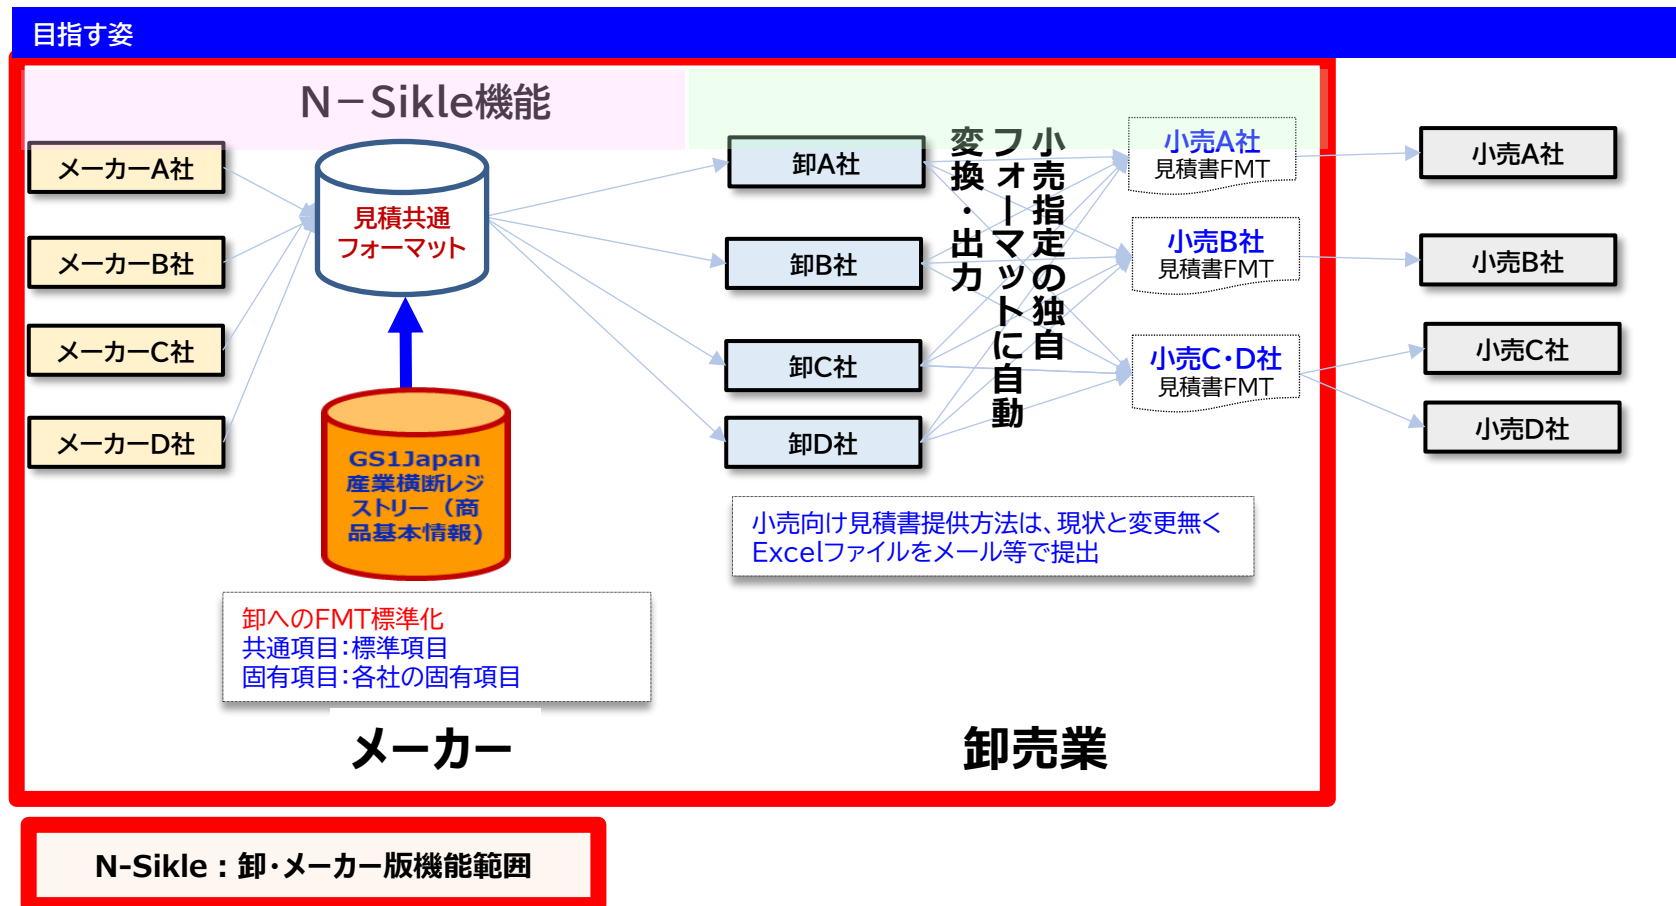 目指す姿
N－Sikle機能
メーカーA社
メーカーB社
メーカーC社
メーカーD社
見積共通
フォーマット
GS1Japan
産業横断レジ
ストリー（商
品基本情報)
卸へのFMT標準化
共通項目：標準項目
固有項目：各社の固有項目
メーカー
卸A社
卸B社
卸C社
卸D社
小売指定の独自
フォーマットに自動
変換・出力
小売A社
見積書FMT
小売B社
見積書FMT
小売C・D社
見積書FMT
小売向け見積書提供方法は、現状と変更無く
Excelファイルをメール等で提出
卸売業
小売A社
小売B社
小売C社
小売D社
N-Sikle：卸・メーカー版機能範囲